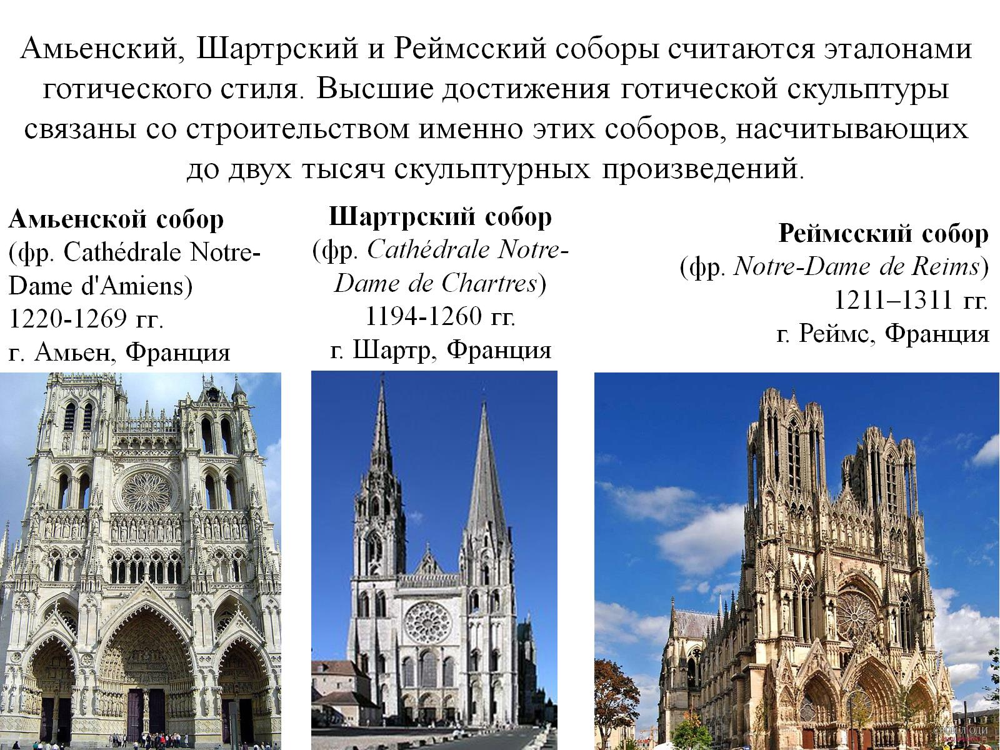 Амьенский, Шартрский и Реймсский соборы считаются эталонами
готического стиля. Высшие достижения готической скульптуры
связаны со строительством именно этих соборов, насчитывающих
до двух тысяч скульптурных произведений.
Амьенской собор
(фр. Cathédrale Notre-
Dame d'Amiens)
1220-1269 гг.
г. Амьен, Франция
Шартрский собор
(фр. Cathédrale Notre-
Dame de Chartres)
1194-1260 гг.
г. Шартр, Франция
Реймсский собор
(фр. Notre-Dame de Reims)
1211–1311 гг.
г. Реймс, Франция